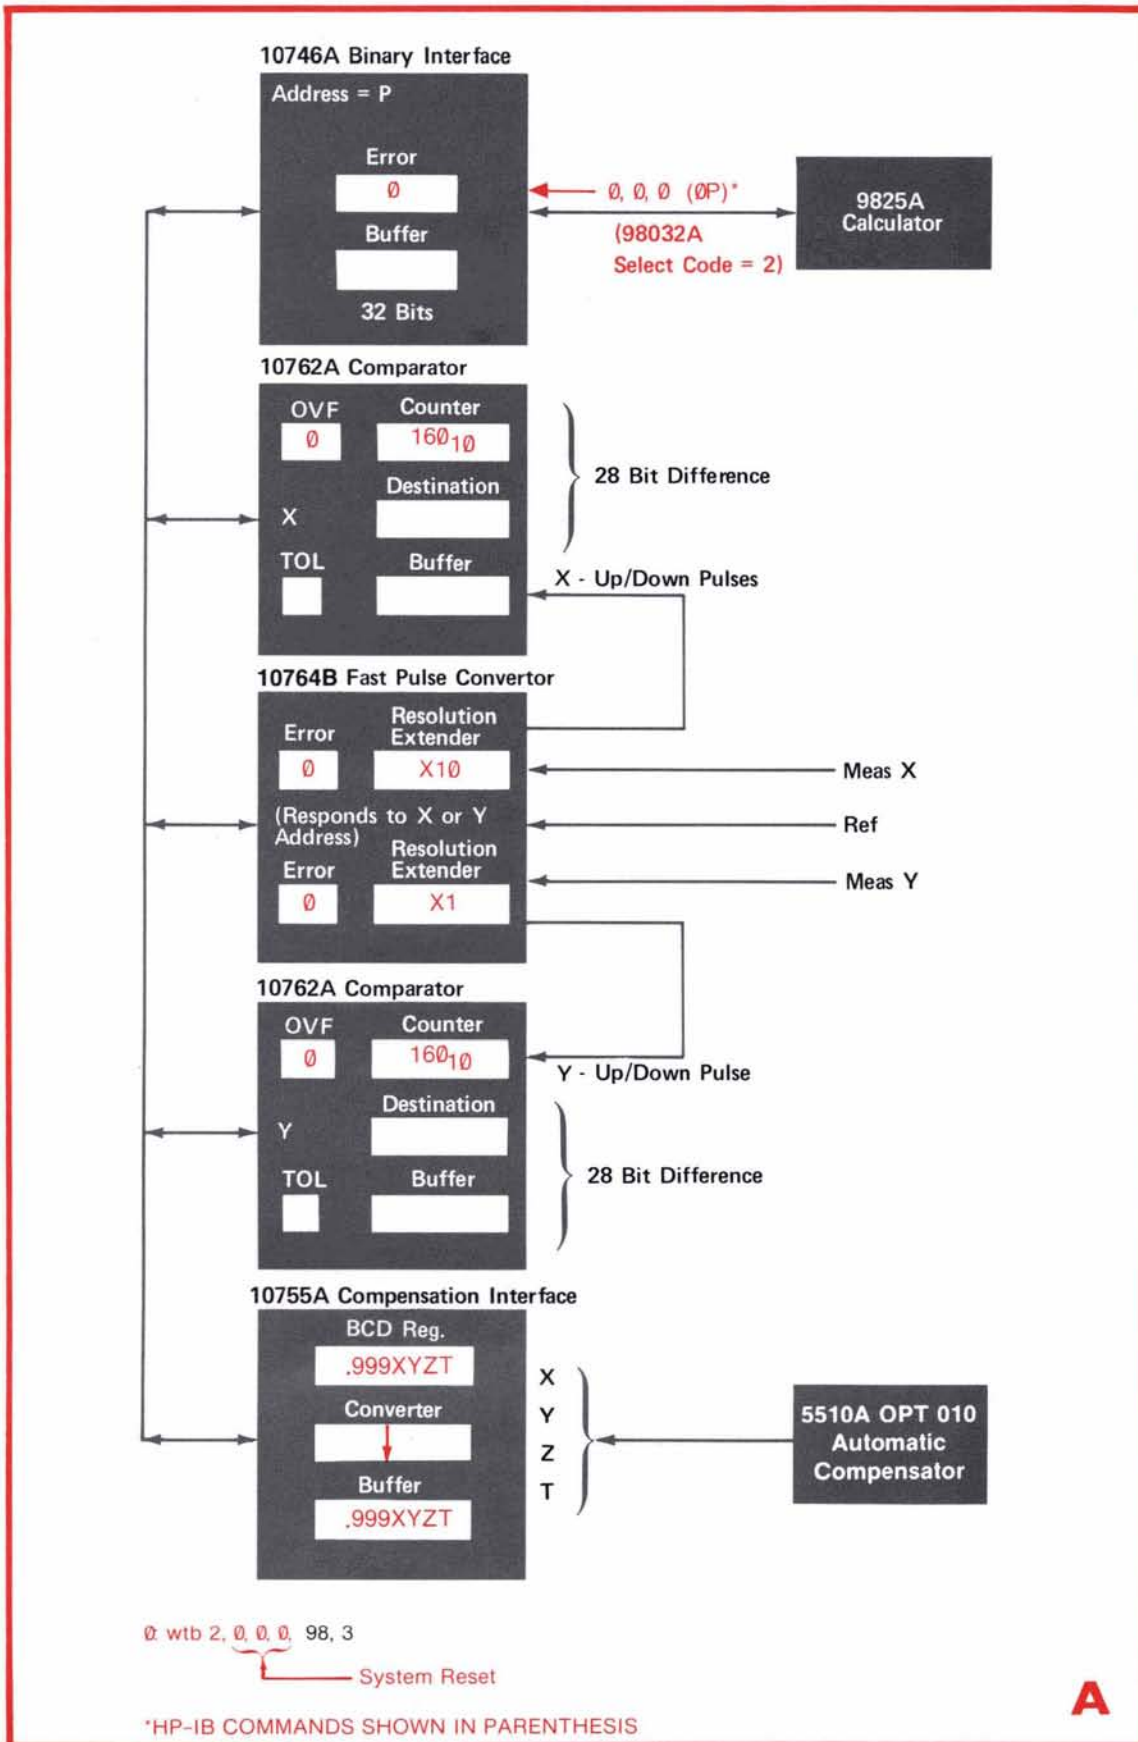 10746A Binary Interface
Address = P
Error
Ø
Buffer
32 Bits
Ø, Ø, Ø (ØP)*
(98032A
Select Code = 2)
9825A
Calculator
10762A Comparator
OVF
Counter
Ø
16Ø₁Ø
Destination
X
TOL
Buffer
28 Bit Difference
X - Up/Down Pulses
10764B Fast Pulse Convertor
Error
Resolution
Extender
Ø
X1Ø
(Responds to X or Y
Address)
Resolution
Extender
Error
Ø
X1
Meas X
Ref
Meas Y
10762A Comparator
OVF
Counter
Ø
16Ø₁Ø
Y - Up/Down Pulse
Destination
Y
TOL
Buffer
28 Bit Difference
10755A Compensation Interface
BCD Reg.
.999XYZT
Converter
Buffer
.999XYZT
X
Y
Z
T
5510A OPT 010
Automatic
Compensator
Ø: wtb 2, Ø, Ø, Ø, 98, 3
System Reset
*HP-IB COMMANDS SHOWN IN PARENTHESIS
A